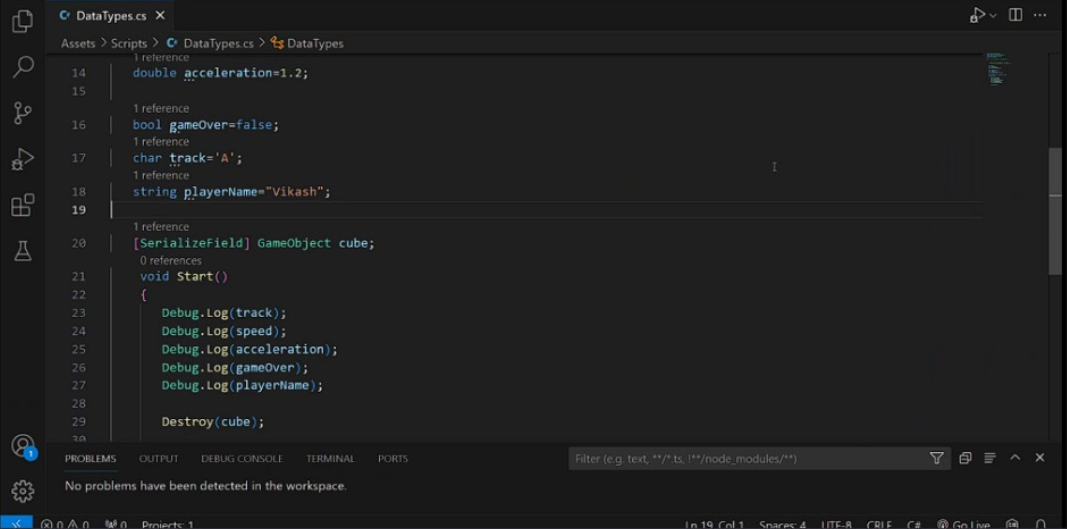 DataTypes.cs
Assets > Scripts > DataTypes.cs > DataTypes
1 reference
14 double acceleration=1.2;
15
1 reference
16 bool gameOver=false;
1 reference
17 char track='A';
1 reference
18 string playerName="Vikash";
19
1 reference
20 [SerializeField] GameObject cube;
0 references
21 void Start()
22 {
23 Debug.Log(track);
24 Debug.Log(speed);
25 Debug.Log(acceleration);
26 Debug.Log(gameOver);
27 Debug.Log(playerName);
28
29 Destroy(cube);
30
1
PROBLEMS OUTPUT DEBUG CONSOLE TERMINAL PORTS Filter (e.g. text, **/*.ts, !**/node_modules/**)
No problems have been detected in the workspace.
0 0 0 Projects: 1 Ln 19, Col 1 Spaces: 4 UTF-8 CRLF C# Go Live